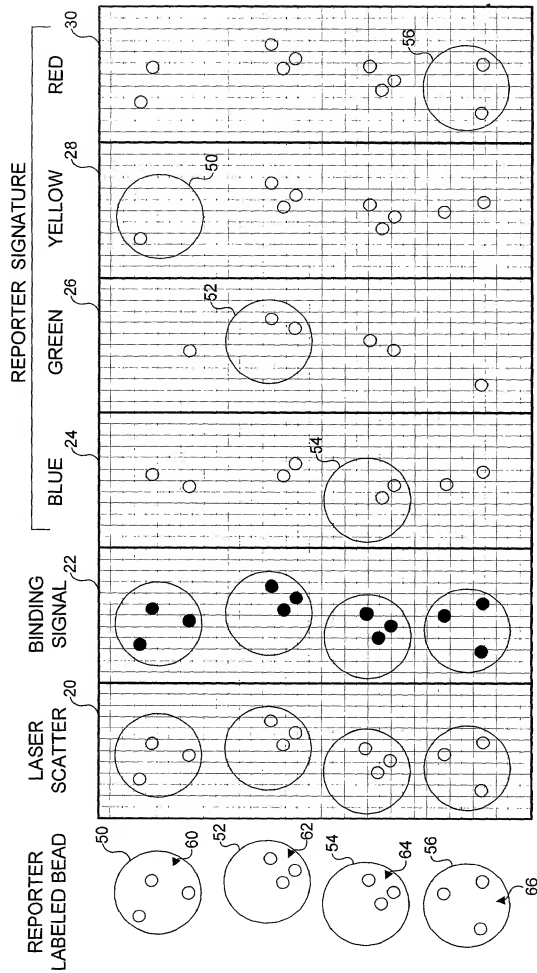 REPORTER SIGNATURE
REPORTER
LABELED BEAD
LASER
SCATTER
BINDING
SIGNAL
BLUE
GREEN
YELLOW
RED
20
22
24
26
28
30
50
60
50
52
62
52
54
64
54
56
66
56